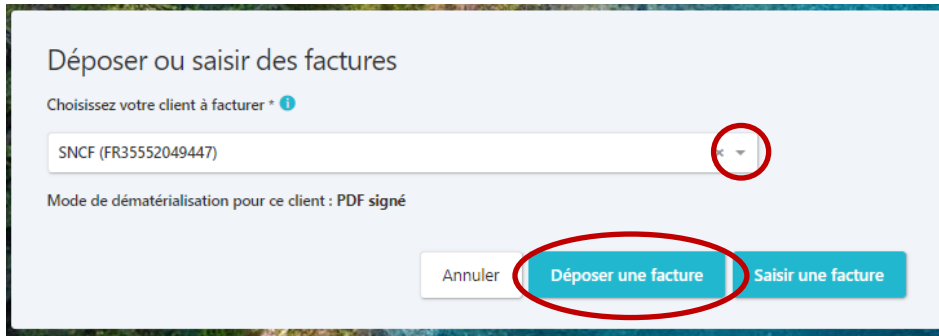 Déposer ou saisir des factures
Choisissez votre client à facturer *
SNCF (FR35552049447)
Mode de dématérialisation pour ce client : PDF signé
Annuler Déposer une facture Saisir une facture